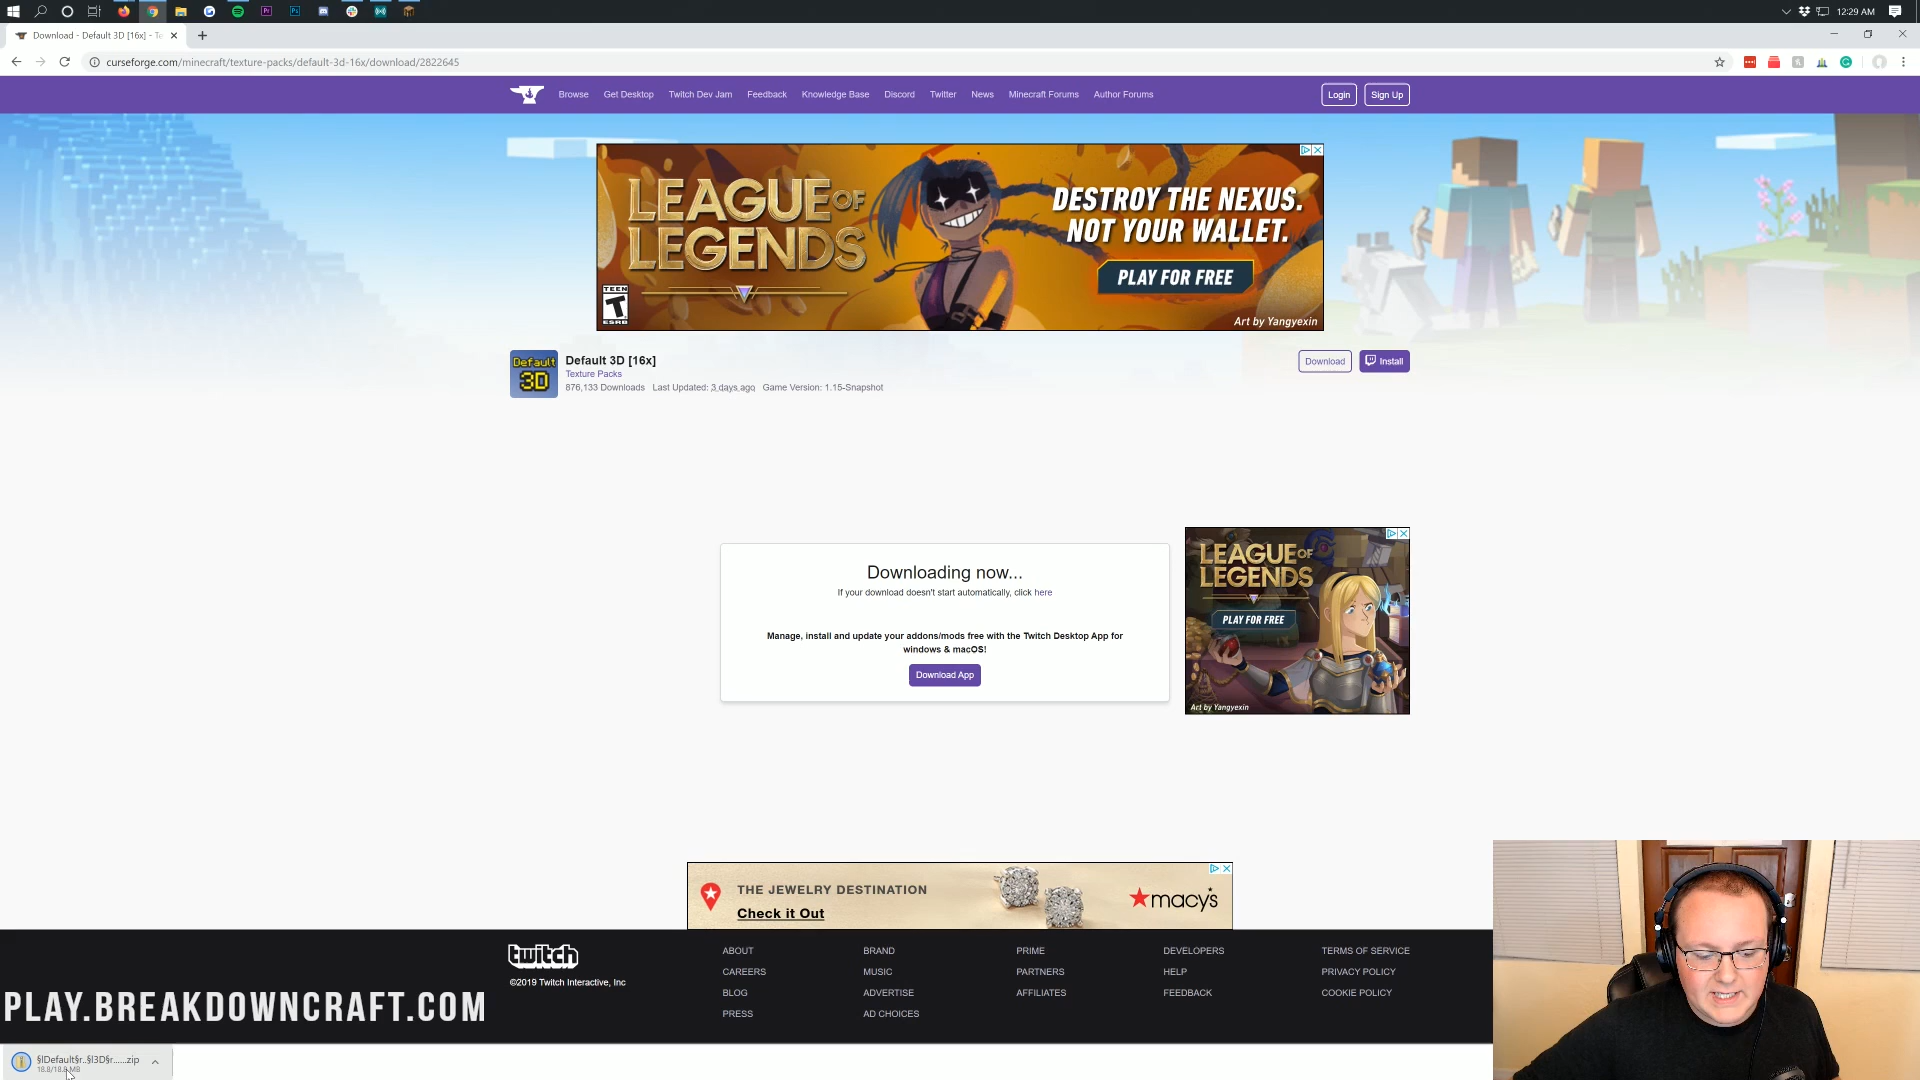 12:29 AM
Download - Default 3D [16x] - Te
curseforge.com/minecraft/texture-packs/default-3d-16x/download/2822645
Browse Get Desktop Twitch Dev Jam Feedback Knowledge Base Discord Twitter News Minecraft Forums Author Forums Login Sign Up
LEAGUE OF LEGENDS
DESTROY THE NEXUS.
NOT YOUR WALLET.
PLAY FOR FREE
TEEN
T
ESRB
Art by Yangyexin
Default
3D
Default 3D [16x]
Texture Packs
876,133 Downloads Last Updated: 3 days ago Game Version: 1.15-Snapshot
Download
Install
Downloading now...
If your download doesn't start automatically, click here
Manage, install and update your addons/mods free with the Twitch Desktop App for
windows & macOS!
Download App
LEAGUE OF
LEGENDS
PLAY FOR FREE
Art by Yangyexin
THE JEWELRY DESTINATION
Check it Out
macy's
twitch
©2019 Twitch Interactive, Inc
ABOUT BRAND PRIME DEVELOPERS TERMS OF SERVICE
CAREERS MUSIC PARTNERS HELP PRIVACY POLICY
BLOG ADVERTISE AFFILIATES FEEDBACK COOKIE POLICY
PRESS AD CHOICES
PLAY.BREAKDOWNCRAFT.COM
§lDefault§r..§l3D§r......zip